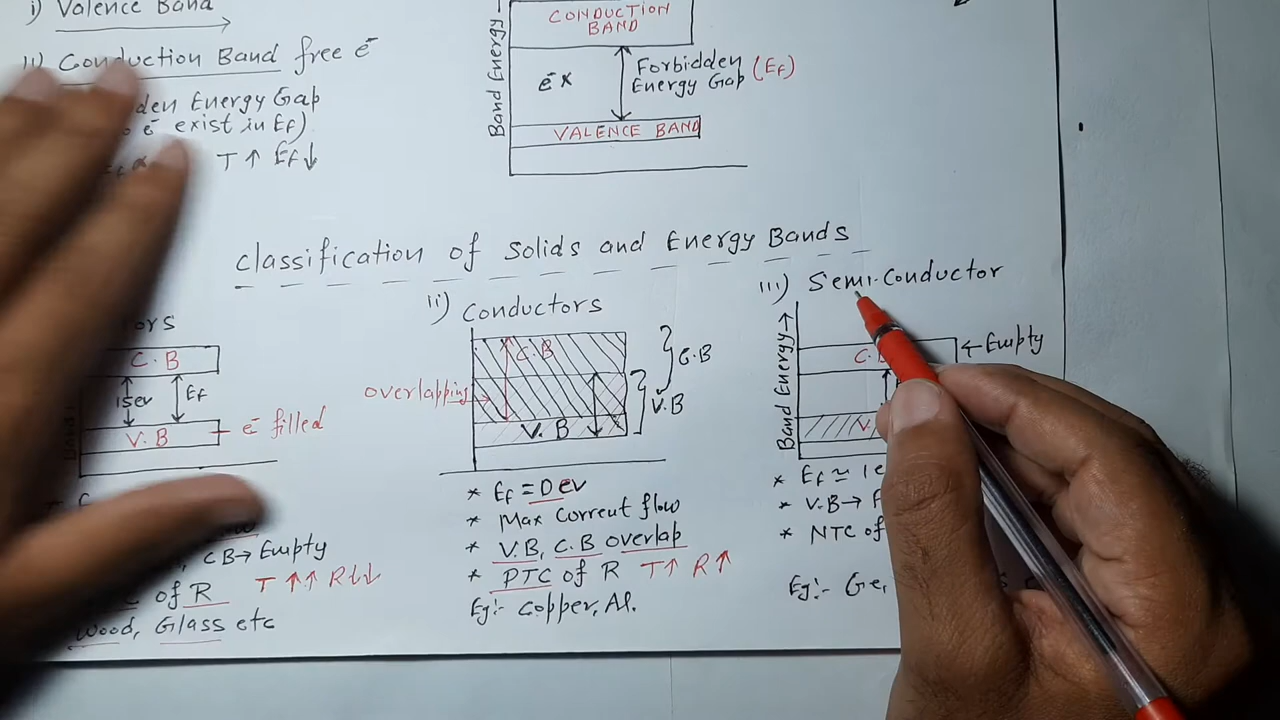 i) Valence Band
ii) Conduction Band free e⁻
den Energy Gap
e⁻ exist in EF)
T ↑ EF↓
Band Energy →
CONDUCTION
BAND
e⁻ x
Forbidden (EF)
Energy Gap
VALENCE BAND
Classification of Solids and Energy Bands
ors
C.B
15ev
EF
V.B
e⁻ filled
CB→ Empty
of R T ↑↑ R↓↓
Wood, Glass etc
ii) Conductors
C.B
overlapping
V.B
C.B
V.B
* EF = 0ev
* Max Correut flow
* V.B, C.B overlap
* PTC of R T↑ R↑
Eg:- Copper, Al.
iii) Semi-Conductor
Band Energy →
← Empty
* EF ≃ 1e
* V.B →
* NTC of
Eg:- Ge,